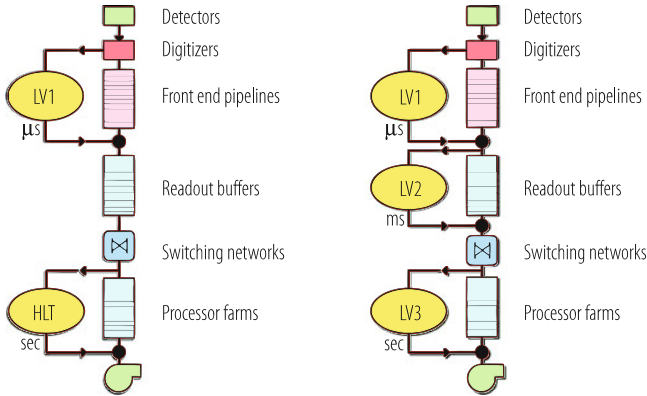 Detectors
Digitizers
LV1
Front end pipelines
μs
Readout buffers
Switching networks
HLT
Processor farms
sec
Detectors
Digitizers
LV1
Front end pipelines
μs
LV2
Readout buffers
ms
Switching networks
LV3
Processor farms
sec